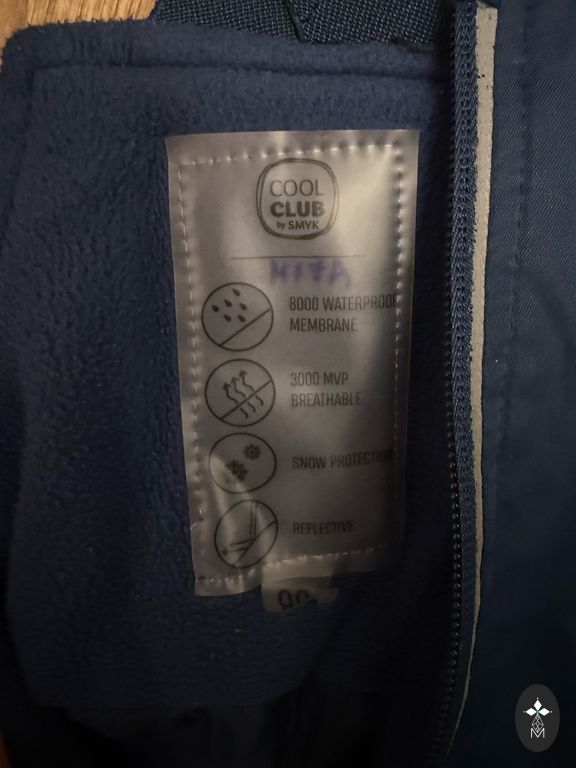 COOL
CLUB
by SMYK
8000 WATERPROOF
MEMBRANE
3000 MVP
BREATHABLE
SNOW PROTECTION
REFLECTIVE
M